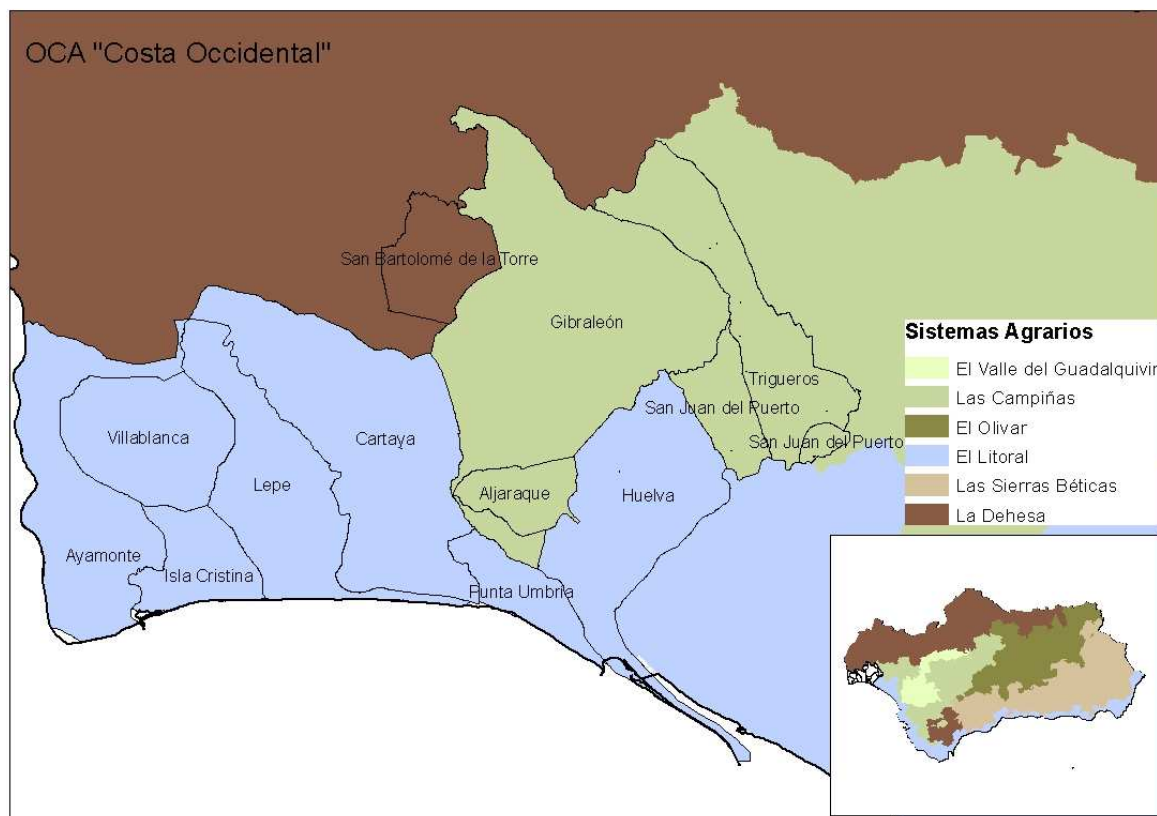 OCA "Costa Occidental"
San Bartolomé de la Torre
Gibraleón
Trigueros
San Juan del Puerto
San Juan del Puerto
Villablanca
Cartaya
Lepe
Aljaraque
Huelva
Ayamonte
Isla Cristina
Punta Umbría
Sistemas Agrarios
El Valle del Guadalquivir
Las Campiñas
El Olivar
El Litoral
Las Sierras Béticas
La Dehesa